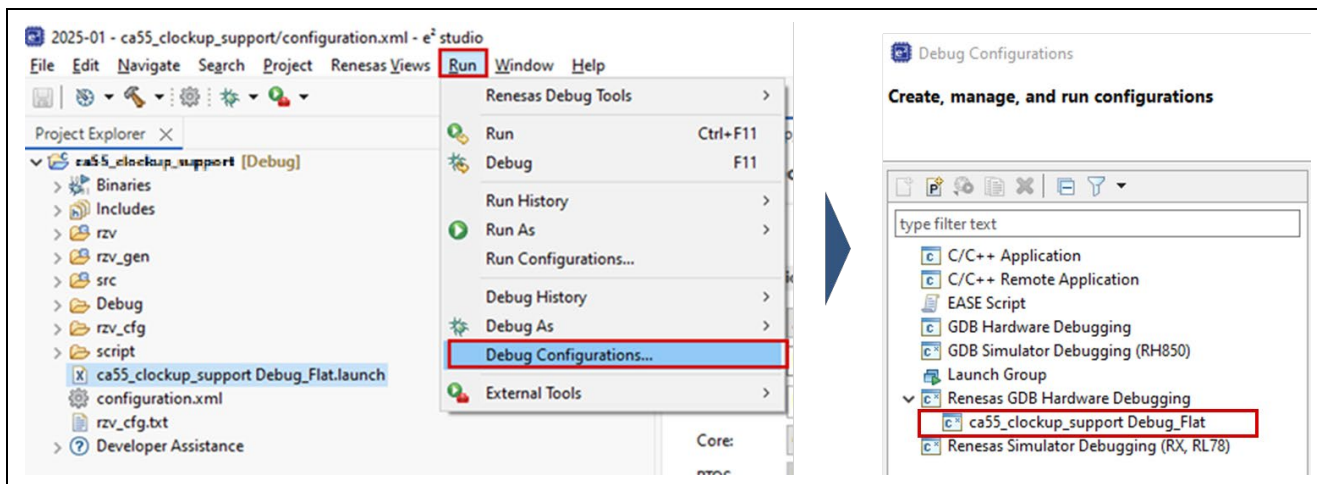 2025-01 - ca55_clockup_support/configuration.xml - e² studio
File Edit Navigate Search Project Renesas Views Run Window Help
Project Explorer
ca55_clockup_support [Debug]
Binaries
Includes
rzv
rzv_gen
src
Debug
rzv_cfg
script
ca55_clockup_support Debug_Flat.launch
configuration.xml
rzv_cfg.txt
Developer Assistance
Renesas Debug Tools
Run Ctrl+F11
Debug F11
Run History
Run As
Run Configurations...
Debug History
Debug As
Debug Configurations...
External Tools
Core:
Debug Configurations
Create, manage, and run configurations
type filter text
C/C++ Application
C/C++ Remote Application
EASE Script
GDB Hardware Debugging
GDB Simulator Debugging (RH850)
Launch Group
Renesas GDB Hardware Debugging
ca55_clockup_support Debug_Flat
Renesas Simulator Debugging (RX, RL78)